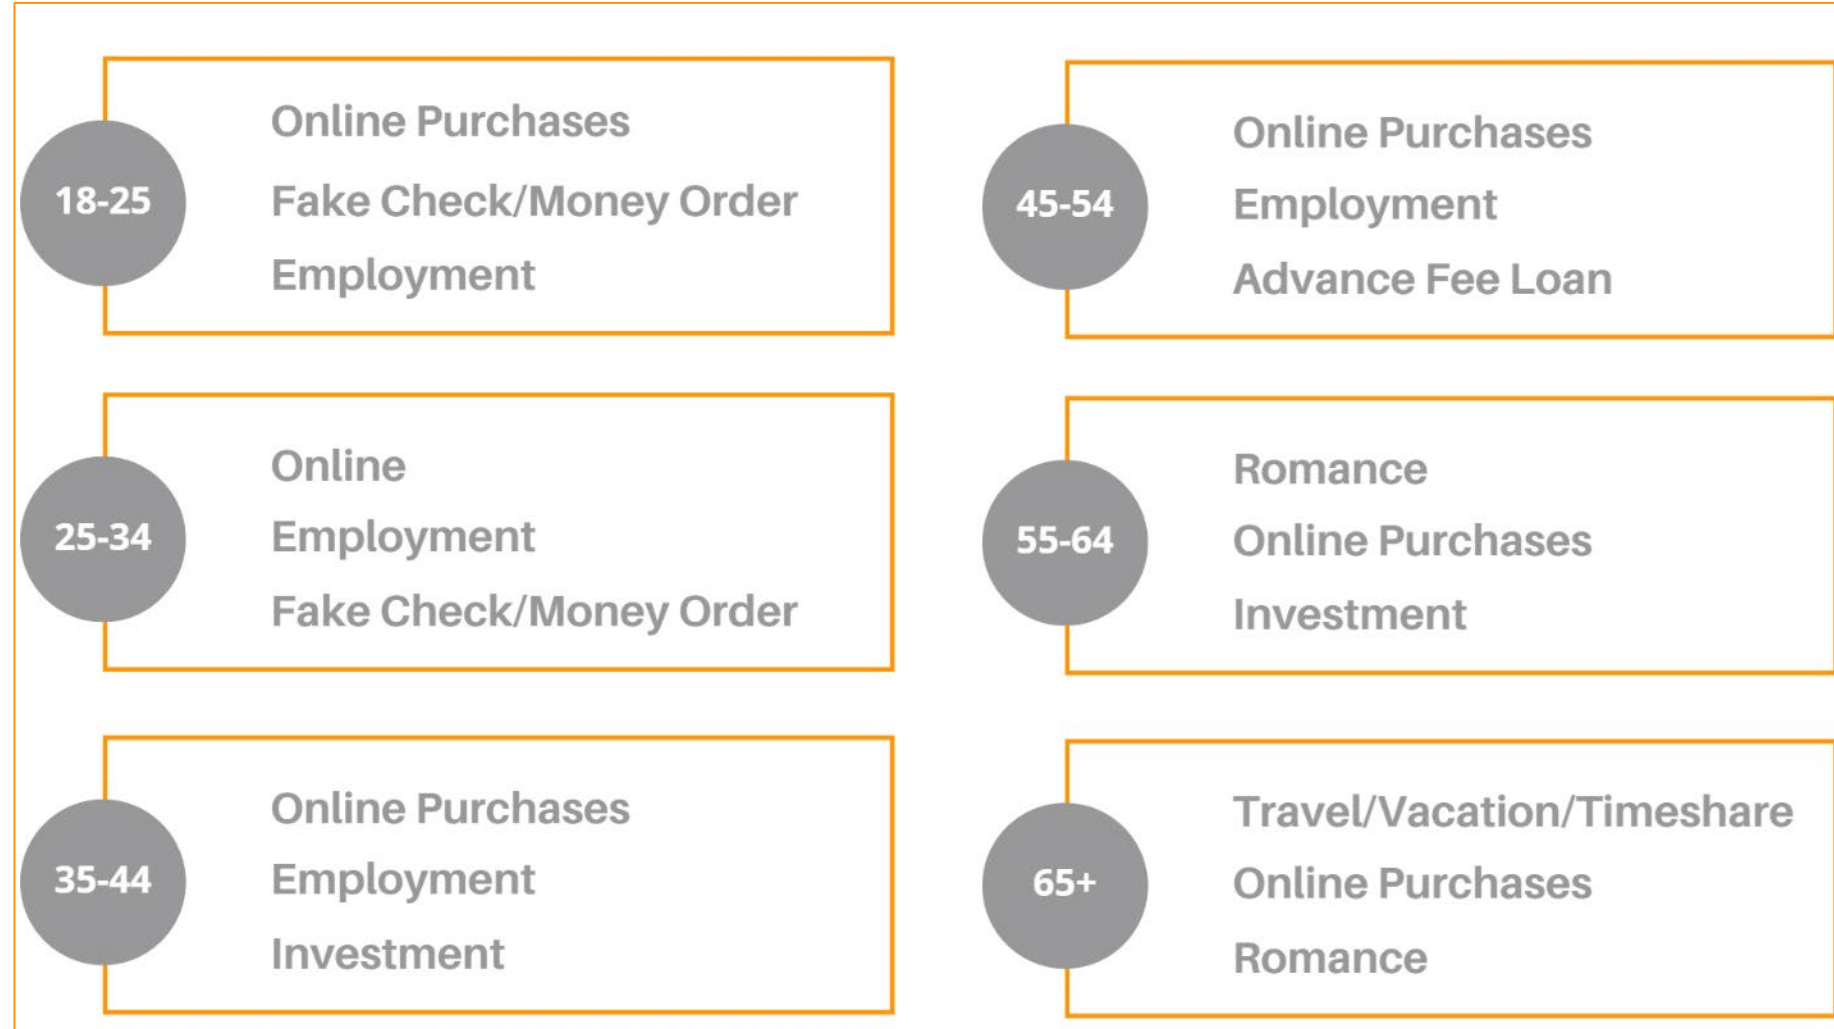 18-25
Online Purchases
Fake Check/Money Order
Employment
25-34
Online
Employment
Fake Check/Money Order
35-44
Online Purchases
Employment
Investment
45-54
Online Purchases
Employment
Advance Fee Loan
55-64
Romance
Online Purchases
Investment
65+
Travel/Vacation/Timeshare
Online Purchases
Romance